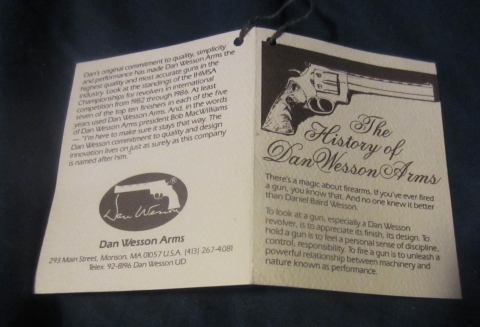 Dan's original commitment to quality, simplicity
and performance has made Dan Wesson Arms the
highest quality and most accurate guns in the
industry. Look at the standings of the IHMSA
Championships for revolvers in international
competition from 1982 through 1986. At least
seven of the top ten finishers in each of the five
years used Dan Wesson Arms. And, in the words
of Dan Wesson Arms president Bob MacWilliams
— "I'm here to make sure it stays that way. The
Dan Wesson commitment to quality and design
innovation lives on just as surely as this company
is named after him."
Dan Wesson
Dan Wesson Arms
293 Main Street, Monson, MA 01057 U.S.A. (413) 267-4081
Telex: 92-8196 Dan Wesson UD
The
History of
Dan Wesson Arms
There's a magic about firearms. If you've ever fired
a gun, you know that. And no one knew it better
than Daniel Baird Wesson.
To look at a gun, especially a Dan Wesson
revolver, is to appreciate its finish, its design. To
hold a gun is to feel a personal sense of discipline,
control, responsibility. To fire a gun is to unleash a
powerful relationship between machinery and
nature known as performance.